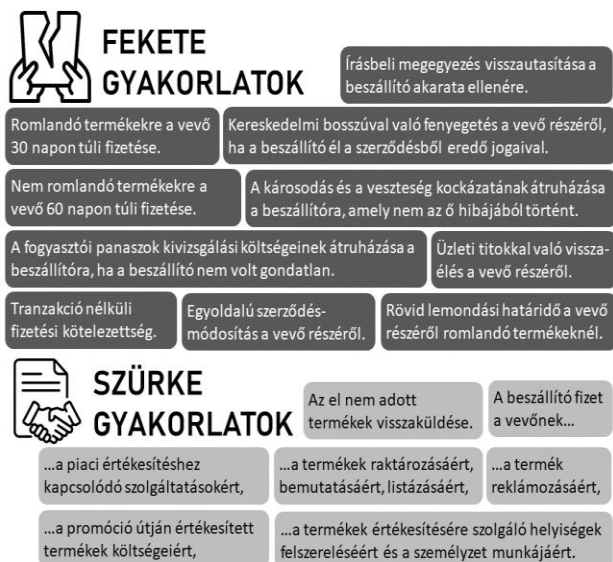 FEKETE
GYAKORLATOK
Írásbeli megegyezés visszautasítása a
beszállító akarata ellenére.
Romlandó termékekre a vevő
30 napon túli fizetése.
Kereskedelmi bosszúval való fenyegetés a vevő részéről,
ha a beszállító él a szerződésből eredő jogaival.
Nem romlandó termékekre a
vevő 60 napon túli fizetése.
A károsodás és a veszteség kockázatának átruházása
a beszállítóra, amely nem az ő hibájából történt.
A fogyasztói panaszok kivizsgálási költségeinek átruházása a
beszállítóra, ha a beszállító nem volt gondatlan.
Üzleti titokkal való vissza-
élés a vevő részéről.
Tranzakció nélküli
fizetési kötelezettség.
Egyoldalú szerződés-
módosítás a vevő részéről.
Rövid lemondási határidő a vevő
részéről romlandó termékeknél.
SZÜRKE
GYAKORLATOK
Az el nem adott
termékek visszaküldése.
A beszállító fizet
a vevőnek...
...a piaci értékesítéshez
kapcsolódó szolgáltatásokért,
...a termékek raktározásáért,
bemutatásáért, listázásáért,
...a termék
reklámozásáért,
...a promóció útján értékesített
termékek költségeiért,
...a termékek értékesítésére szolgáló helyiségek
felszereléséért és a személyzet munkájáért.